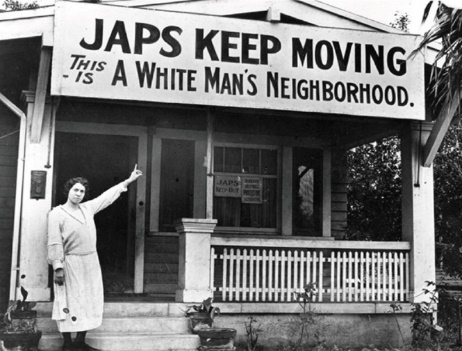 JAPS KEEP MOVING
THIS IS A WHITE MAN'S NEIGHBORHOOD.
JAPS